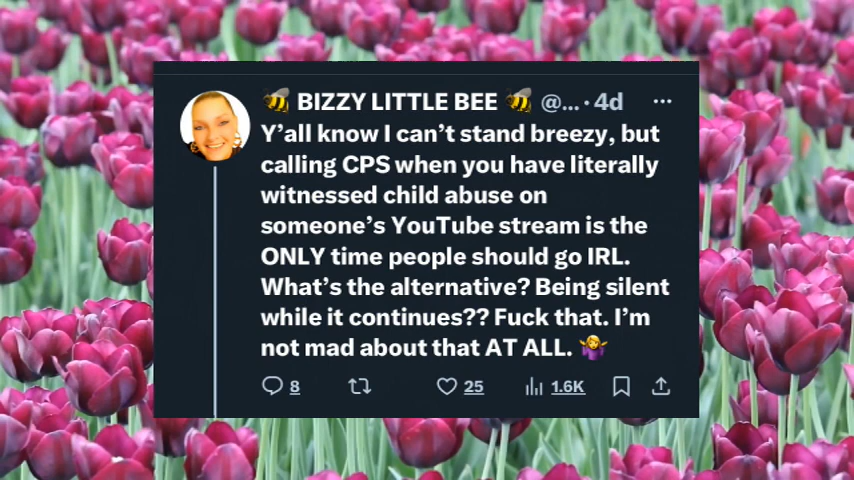 🐝 BIZZY LITTLE BEE 🐝 @... · 4d ...
Y’all know I can’t stand breezy, but
calling CPS when you have literally
witnessed child abuse on
someone’s YouTube stream is the
ONLY time people should go IRL.
What’s the alternative? Being silent
while it continues?? Fuck that. I’m
not mad about that AT ALL. 🤷‍♀️
8 25 1.6K